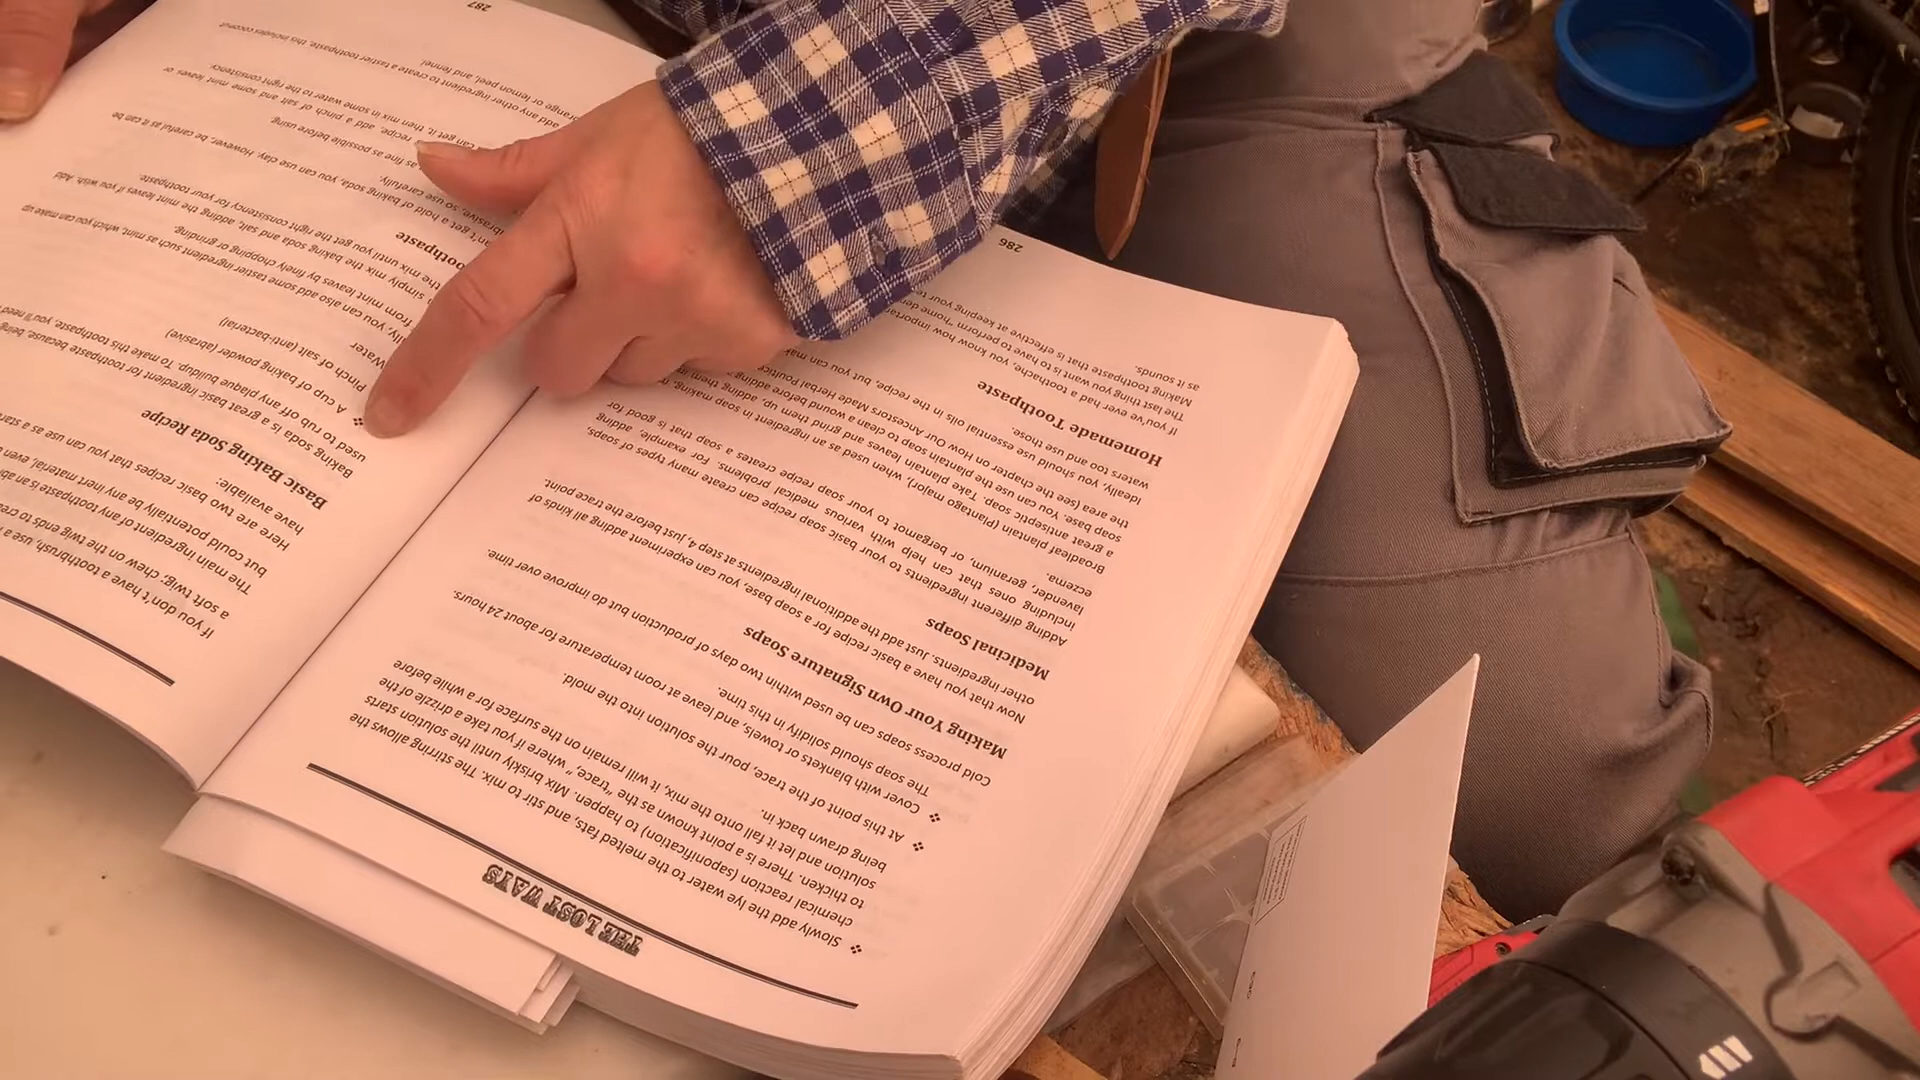 THE LOST WAYS
Slowly add the lye water to the melted fats, and stir to mix. The stirring allows the
chemical reaction (saponification) to happen. Mix briskly until the solution starts
to thicken. There is a point known as the "trace," where if you take a drizzle of the
solution and let it fall onto the mix, it will remain on the surface for a while before
being drawn back in.
At this point of the trace, pour the solution into the mold.
Cover with blankets or towels, and leave at room temperature for about 24 hours.
The soap should solidify in this time.
Cold process soaps can be used within two days of production but do improve over time.
Making Your Own Signature Soaps
Now that you have a basic recipe for a soap base, you can experiment adding all kinds of
other ingredients. Just add the additional ingredients at step 4, just before the trace point.
Medicinal Soaps
Adding different ingredients to your basic soap recipe can create many types of soaps,
including ones that can help with various medical problems. For example, adding
lavender, geranium, or bergamot to your soap recipe creates a soap that is good for
eczema.
Broadleaf plantain (Plantago major), when used as an ingredient in soap making,
a great antiseptic soap. Take plantain leaves and grind them up, adding them
soap base. You can use the plantain soap to clean a wound before adding
the area (see the chapter on How Our Ancestors Made Herbal Poultice
Ideally, you should use essential oils in the recipe, but you can
waters too and use those.
Homemade Toothpaste
If you've ever had a toothache, you know how importa
The last thing you want is to have to perform "home
Making toothpaste that is effective at keeping your
as it sounds.
286
If you don't have a toothbrush, use a
a soft twig; chew on the twig ends to
The main ingredient of any toothpaste is an
but could potentially be any inert material, even
Here are two basic recipes that you can use as a
have available:
Basic Baking Soda Recipe
Baking soda is a great basic ingredient for toothpaste because, being
used to rub off any plaque buildup. To make this toothpaste, you'll need
A cup of baking powder (abrasive)
Pinch of salt (anti-bacterial)
Water
you can also add some tastier ingredient such as mint, which you can make up
from mint leaves by finely chopping or grinding.
simply mix the baking soda and salt, adding the mint leaves if you wish. Add
the mix until you get the right consistency for your toothpaste.
oothpaste
can't get a hold of baking soda, you can use clay. However, be careful as it can be
so use carefully.
as fine as possible before using
recipe, add a pinch of salt and some mint leaves or
can get it, then mix in some water to the right consistency.
add any other ingredient to create a tastier toothpaste, this includes coconut
or lemon peel, and fennel
287